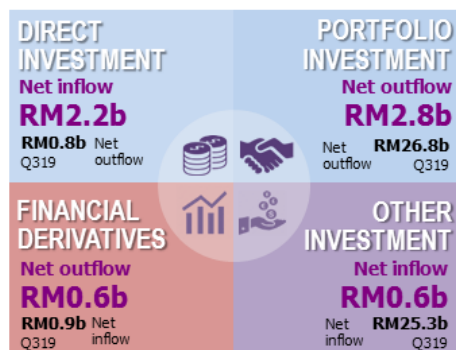 DIRECT
INVESTMENT
Net inflow
RM2.2b
RM0.8b Net
Q319 outflow
PORTFOLIO
INVESTMENT
Net outflow
RM2.8b
Net RM26.8b
outflow Q319
FINANCIAL
DERIVATIVES
Net outflow
RM0.6b
RM0.9b Net
Q319 inflow
OTHER
INVESTMENT
Net inflow
RM0.6b
Net RM25.3b
inflow Q319